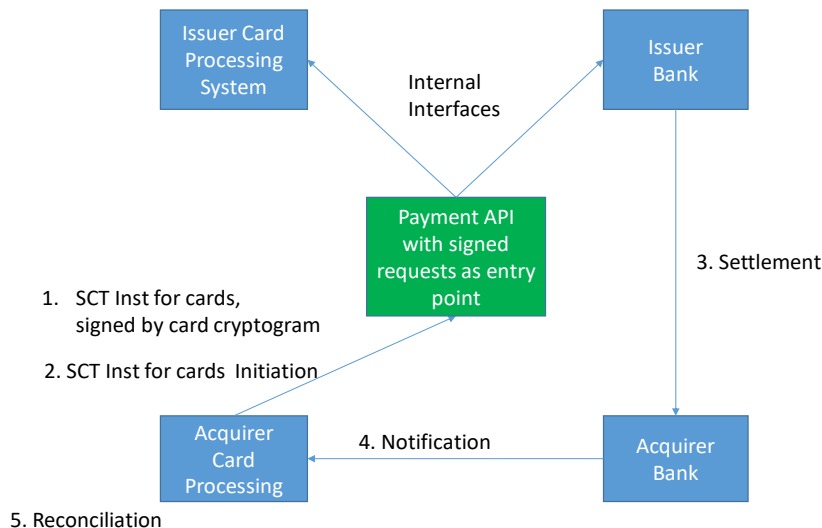 Issuer Card
Processing
System
Internal
Interfaces
Issuer
Bank
Payment API
with signed
requests as entry
point
3. Settlement
1. SCT Inst for cards,
signed by card cryptogram
2. SCT Inst for cards Initiation
Acquirer
Card
Processing
4. Notification
Acquirer
Bank
5. Reconciliation